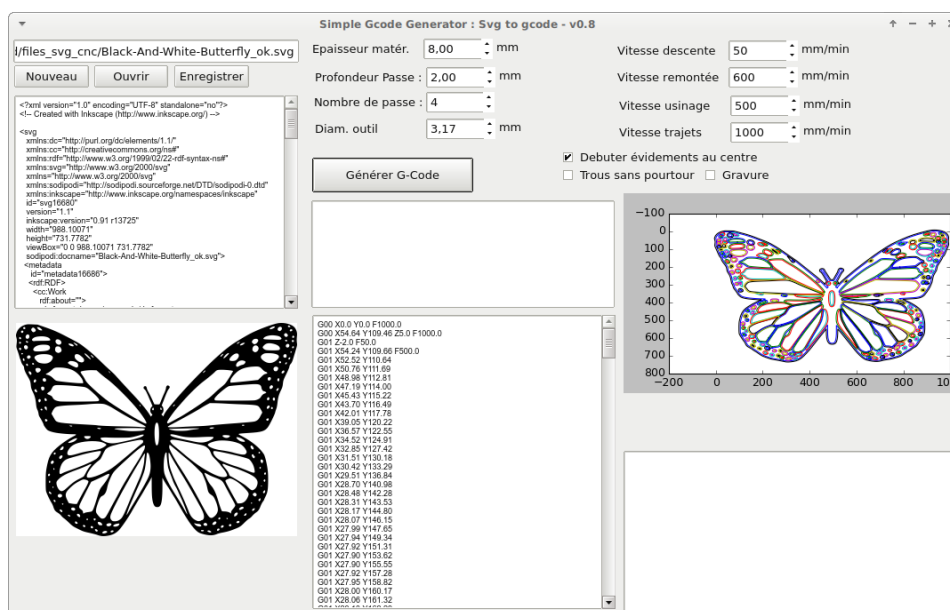 Simple Gcode Generator : Svg to gcode - v0.8
/files_svg_cnc/Black-And-White-Butterfly_ok.svg
Nouveau
Ouvrir
Enregistrer
Epaisseur matér.
8,00
mm
Profondeur Passe :
2,00
mm
Nombre de passe :
4
Diam. outil
3,17
mm
Vitesse descente
50
mm/min
Vitesse remontée
600
mm/min
Vitesse usinage
500
mm/min
Vitesse trajets
1000
mm/min
Debuter évidements au centre
Trous sans pourtour
Gravure
Générer G-Code
<?xml version="1.0" encoding="UTF-8" standalone="no"?>
<!-- Created with Inkscape (http://www.inkscape.org/) -->
<svg
xmlns:dc="http://purl.org/dc/elements/1.1/"
xmlns:cc="http://creativecommons.org/ns#"
xmlns:rdf="http://www.w3.org/1999/02/22-rdf-syntax-ns#"
xmlns:svg="http://www.w3.org/2000/svg"
xmlns="http://www.w3.org/2000/svg"
xmlns:sodipodi="http://sodipodi.sourceforge.net/DTD/sodipodi-0.dtd"
xmlns:inkscape="http://www.inkscape.org/namespaces/inkscape"
id="svg16680"
version="1.1"
inkscape:version="0.91 r13725"
width="988.10071"
height="731.7782"
viewBox="0 0 988.10071 731.7782"
sodipodi:docname="Black-And-White-Butterfly_ok.svg">
<metadata
id="metadata16686">
<rdf:RDF>
<cc:Work
rdf:about="">
G00 X0.0 Y0.0 F1000.0
G00 X54.64 Y109.46 Z5.0 F1000.0
G01 Z-2.0 F50.0
G01 X54.24 Y109.66 F500.0
G01 X52.52 Y110.64
G01 X50.76 Y111.69
G01 X48.98 Y112.81
G01 X47.19 Y114.00
G01 X45.43 Y115.22
G01 X43.70 Y116.49
G01 X42.01 Y117.78
G01 X39.05 Y120.22
G01 X36.57 Y122.55
G01 X34.52 Y124.91
G01 X32.85 Y127.42
G01 X31.51 Y130.18
G01 X30.42 Y133.29
G01 X29.51 Y136.84
G01 X28.70 Y140.98
G01 X28.48 Y142.28
G01 X28.31 Y143.53
G01 X28.17 Y144.80
G01 X28.07 Y146.15
G01 X27.99 Y147.65
G01 X27.94 Y149.34
G01 X27.92 Y151.31
G01 X27.90 Y153.62
G01 X27.90 Y155.55
G01 X27.92 Y157.28
G01 X27.95 Y158.82
G01 X28.00 Y160.17
G01 X28.06 Y161.32
−100
0
100
200
300
400
500
600
700
800
−200 0 200 400 600 800